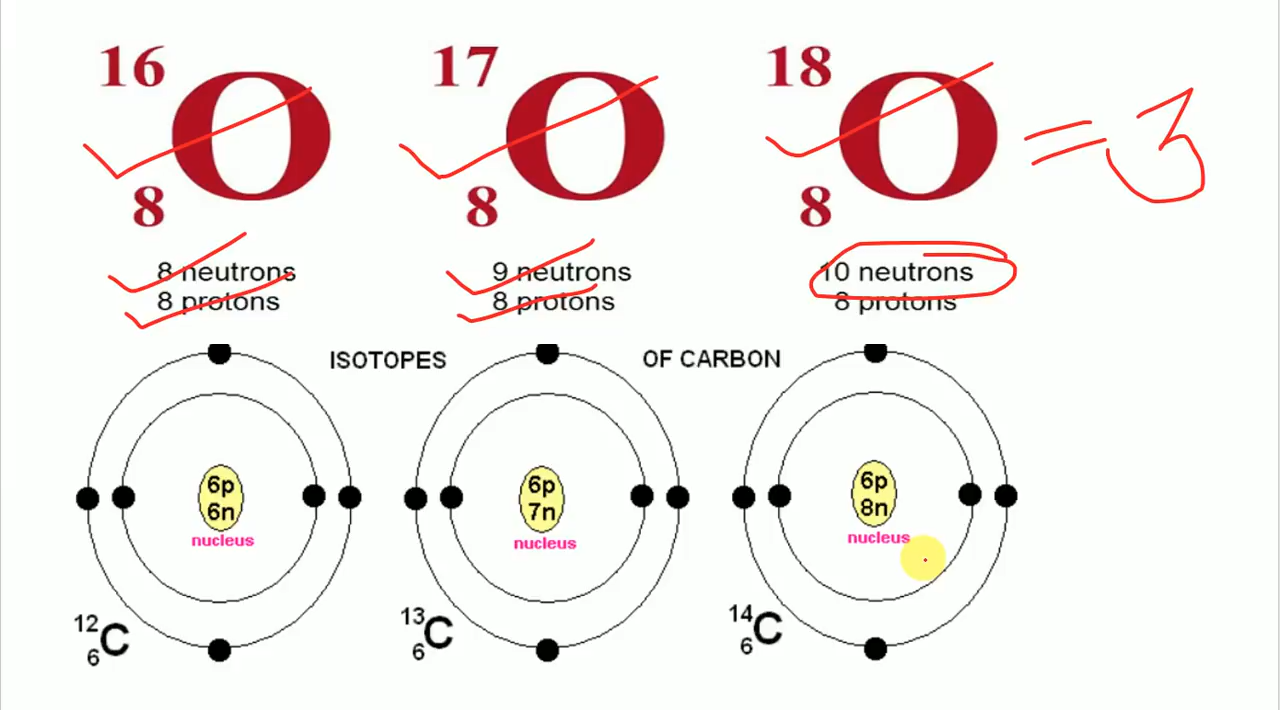 16 O 8
17 O 8
18 O 8
= 3
8 neutrons
8 protons
9 neutrons
8 protons
10 neutrons
8 protons
ISOTOPES OF CARBON
6p
6n
nucleus
6p
7n
nucleus
6p
8n
nucleus
12 C 6
13 C 6
14 C 6